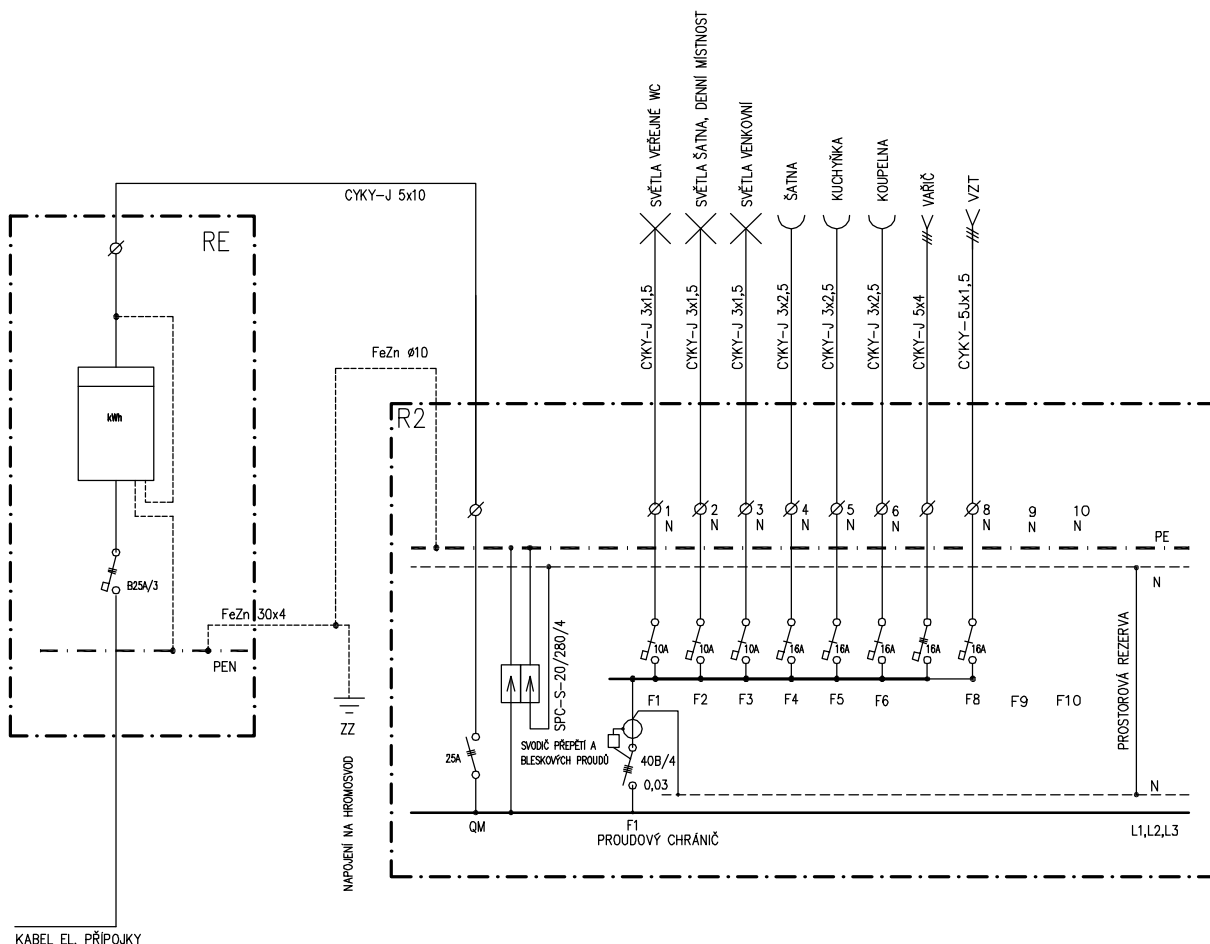 SVĚTLA VEŘEJNÉ WC
SVĚTLA ŠATNA, DENNÍ MÍSTNOST
SVĚTLA VENKOVNÍ
ŠATNA
KUCHYŇKA
KOUPELNA
VAŘIČ
VZT
CYKY-J 5x10
RE
CYKY-J 3x1,5
CYKY-J 3x1,5
CYKY-J 3x1,5
CYKY-J 3x2,5
CYKY-J 3x2,5
CYKY-J 3x2,5
CYKY-J 5x4
CYKY-5Jx1,5
FeZn ø10
kWh
R2
1 2 3 4 5 6 8 9 10
N N N N N N N N N
PE
N
B25A/3
FeZn 30x4
PEN
10A 10A 10A 16A 16A 16A 16A 16A
F1 F2 F3 F4 F5 F6 F8 F9 F10
SPC-S-20/280/4
PROSTOROVÁ REZERVA
ZZ
NAPOJENÍ NA HROMOSVOD
SVODIČ PŘEPĚTÍ A
BLESKOVÝCH PROUDŮ
25A
40B/4
0,03
N
QM
F1
PROUDOVÝ CHRÁNIČ
L1,L2,L3
KABEL EL. PŘÍPOJKY